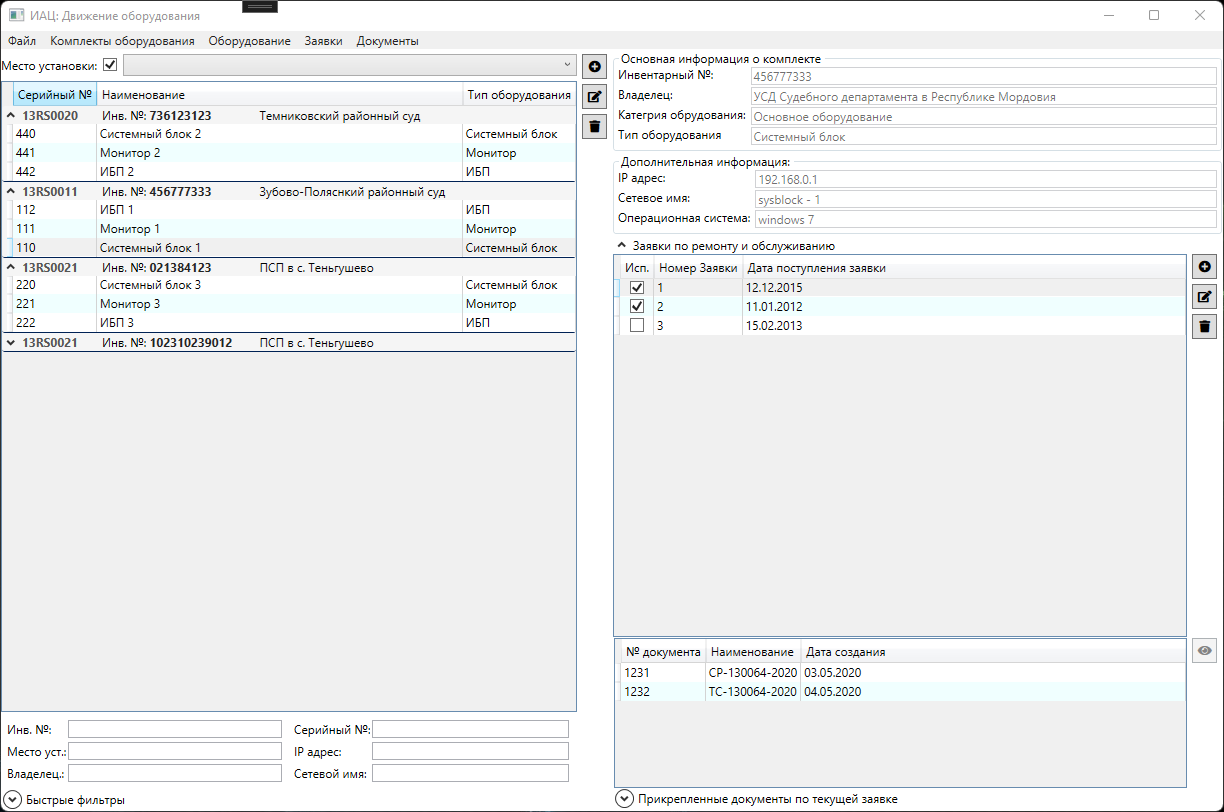 ИАЦ: Движение оборудования
Файл Комплекты оборудования Оборудование Заявки Документы
Место установки:
Серийный № Наименование Тип оборудования
13RS0020 Инв. №: 736123123 Темниковский районный суд
440 Системный блок 2 Системный блок
441 Монитор 2 Монитор
442 ИБП 2 ИБП
13RS0011 Инв. №: 456777333 Зубово-Поляснкий районный суд
112 ИБП 1 ИБП
111 Монитор 1 Монитор
110 Системный блок 1 Системный блок
13RS0021 Инв. №: 021384123 ПСП в с. Теньгушево
220 Системный блок 3 Системный блок
221 Монитор 3 Монитор
222 ИБП 3 ИБП
13RS0021 Инв. №: 102310239012 ПСП в с. Теньгушево
Инв. №: Серийный №:
Место уст.: IP адрес:
Владелец.: Сетевой имя:
Быстрые фильтры
Основная информация о комплекте
Инвентарный №: 456777333
Владелец: УСД Судебного департамента в Республике Мордовия
Категрия обрудования: Основное оборудование
Тип оборудования Системный блок
Дополнительная информация:
IP адрес: 192.168.0.1
Сетевое имя: sysblock - 1
Операционная система: windows 7
Заявки по ремонту и обслуживанию
Исп. Номер Заявки Дата поступления заявки
1 12.12.2015
2 11.01.2012
3 15.02.2013
№ документа Наименование Дата создания
1231 СР-130064-2020 03.05.2020
1232 ТС-130064-2020 04.05.2020
Прикрепленные документы по текущей заявке